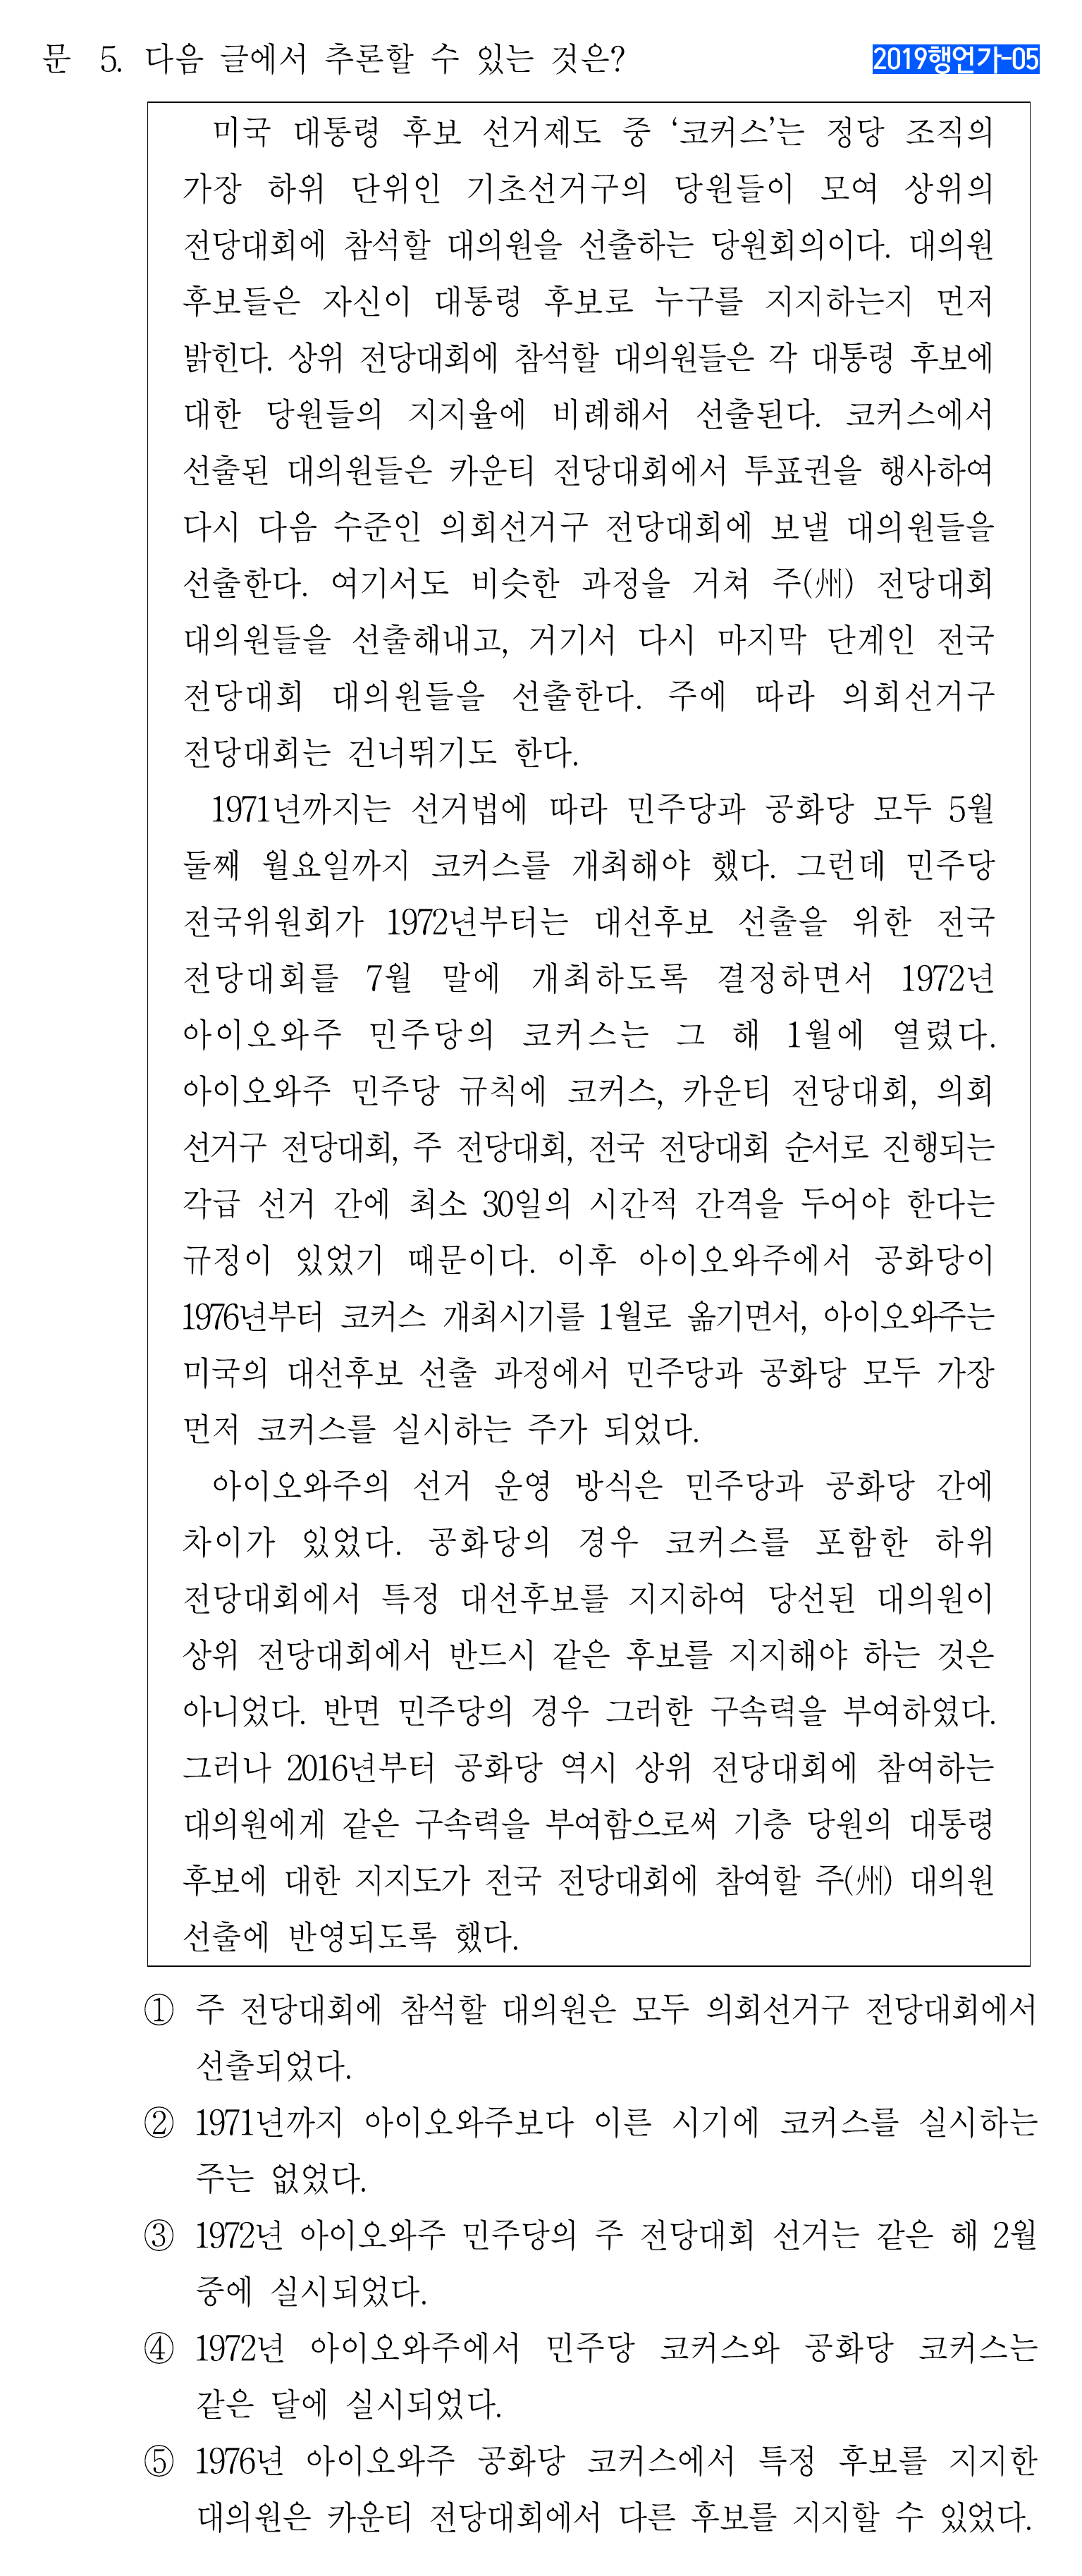 문 5. 다음 글에서 추론할 수 있는 것은?
2019행언가-05
미국 대통령 후보 선거제도 중 ‘코커스’는 정당 조직의
가장 하위 단위인 기초선거구의 당원들이 모여 상위의
전당대회에 참석할 대의원을 선출하는 당원회의이다. 대의원
후보들은 자신이 대통령 후보로 누구를 지지하는지 먼저
밝힌다. 상위 전당대회에 참석할 대의원들은 각 대통령 후보에
대한 당원들의 지지율에 비례해서 선출된다. 코커스에서
선출된 대의원들은 카운티 전당대회에서 투표권을 행사하여
다시 다음 수준인 의회선거구 전당대회에 보낼 대의원들을
선출한다. 여기서도 비슷한 과정을 거쳐 주(州) 전당대회
대의원들을 선출해내고, 거기서 다시 마지막 단계인 전국
전당대회 대의원들을 선출한다. 주에 따라 의회선거구
전당대회는 건너뛰기도 한다.
1971년까지는 선거법에 따라 민주당과 공화당 모두 5월
둘째 월요일까지 코커스를 개최해야 했다. 그런데 민주당
전국위원회가 1972년부터는 대선후보 선출을 위한 전국
전당대회를 7월 말에 개최하도록 결정하면서 1972년
아이오와주 민주당의 코커스는 그 해 1월에 열렸다.
아이오와주 민주당 규칙에 코커스, 카운티 전당대회, 의회
선거구 전당대회, 주 전당대회, 전국 전당대회 순서로 진행되는
각급 선거 간에 최소 30일의 시간적 간격을 두어야 한다는
규정이 있었기 때문이다. 이후 아이오와주에서 공화당이
1976년부터 코커스 개최시기를 1월로 옮기면서, 아이오와주는
미국의 대선후보 선출 과정에서 민주당과 공화당 모두 가장
먼저 코커스를 실시하는 주가 되었다.
아이오와주의 선거 운영 방식은 민주당과 공화당 간에
차이가 있었다. 공화당의 경우 코커스를 포함한 하위
전당대회에서 특정 대선후보를 지지하여 당선된 대의원이
상위 전당대회에서 반드시 같은 후보를 지지해야 하는 것은
아니었다. 반면 민주당의 경우 그러한 구속력을 부여하였다.
그러나 2016년부터 공화당 역시 상위 전당대회에 참여하는
대의원에게 같은 구속력을 부여함으로써 기층 당원의 대통령
후보에 대한 지지도가 전국 전당대회에 참여할 주(州) 대의원
선출에 반영되도록 했다.
① 주 전당대회에 참석할 대의원은 모두 의회선거구 전당대회에서
선출되었다.
② 1971년까지 아이오와주보다 이른 시기에 코커스를 실시하는
주는 없었다.
③ 1972년 아이오와주 민주당의 주 전당대회 선거는 같은 해 2월
중에 실시되었다.
④ 1972년 아이오와주에서 민주당 코커스와 공화당 코커스는
같은 달에 실시되었다.
⑤ 1976년 아이오와주 공화당 코커스에서 특정 후보를 지지한
대의원은 카운티 전당대회에서 다른 후보를 지지할 수 있었다.